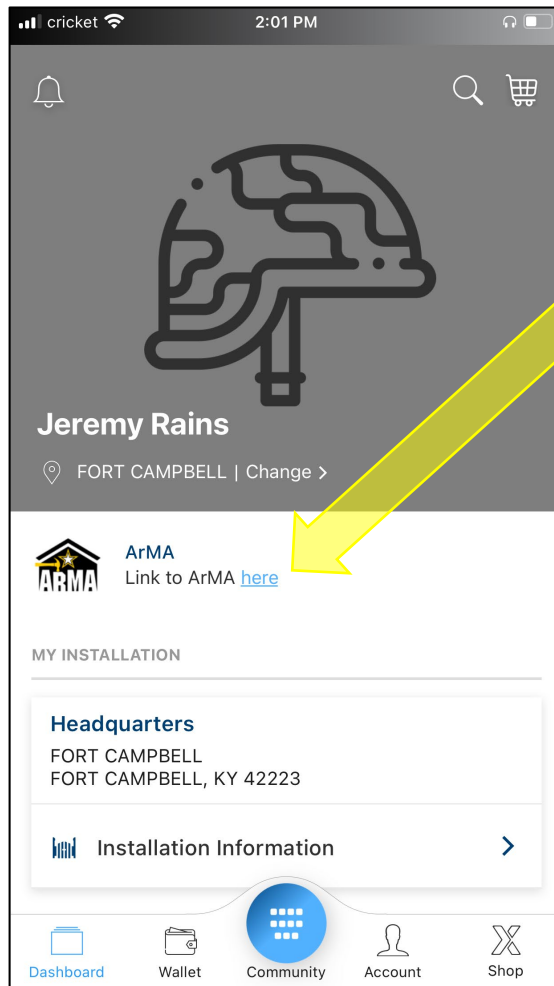 cricket 2:01 PM
Jeremy Rains
FORT CAMPBELL | Change >
ArMA
ARMA
Link to ArMA here
MY INSTALLATION
Headquarters
FORT CAMPBELL
FORT CAMPBELL, KY 42223
Installation Information
Dashboard Wallet Community Account Shop